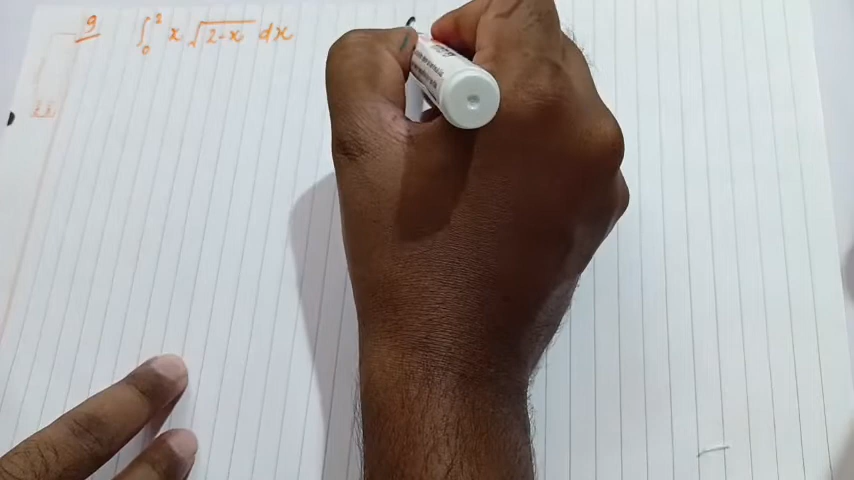 9 ∫₀² x √(2-x) dx